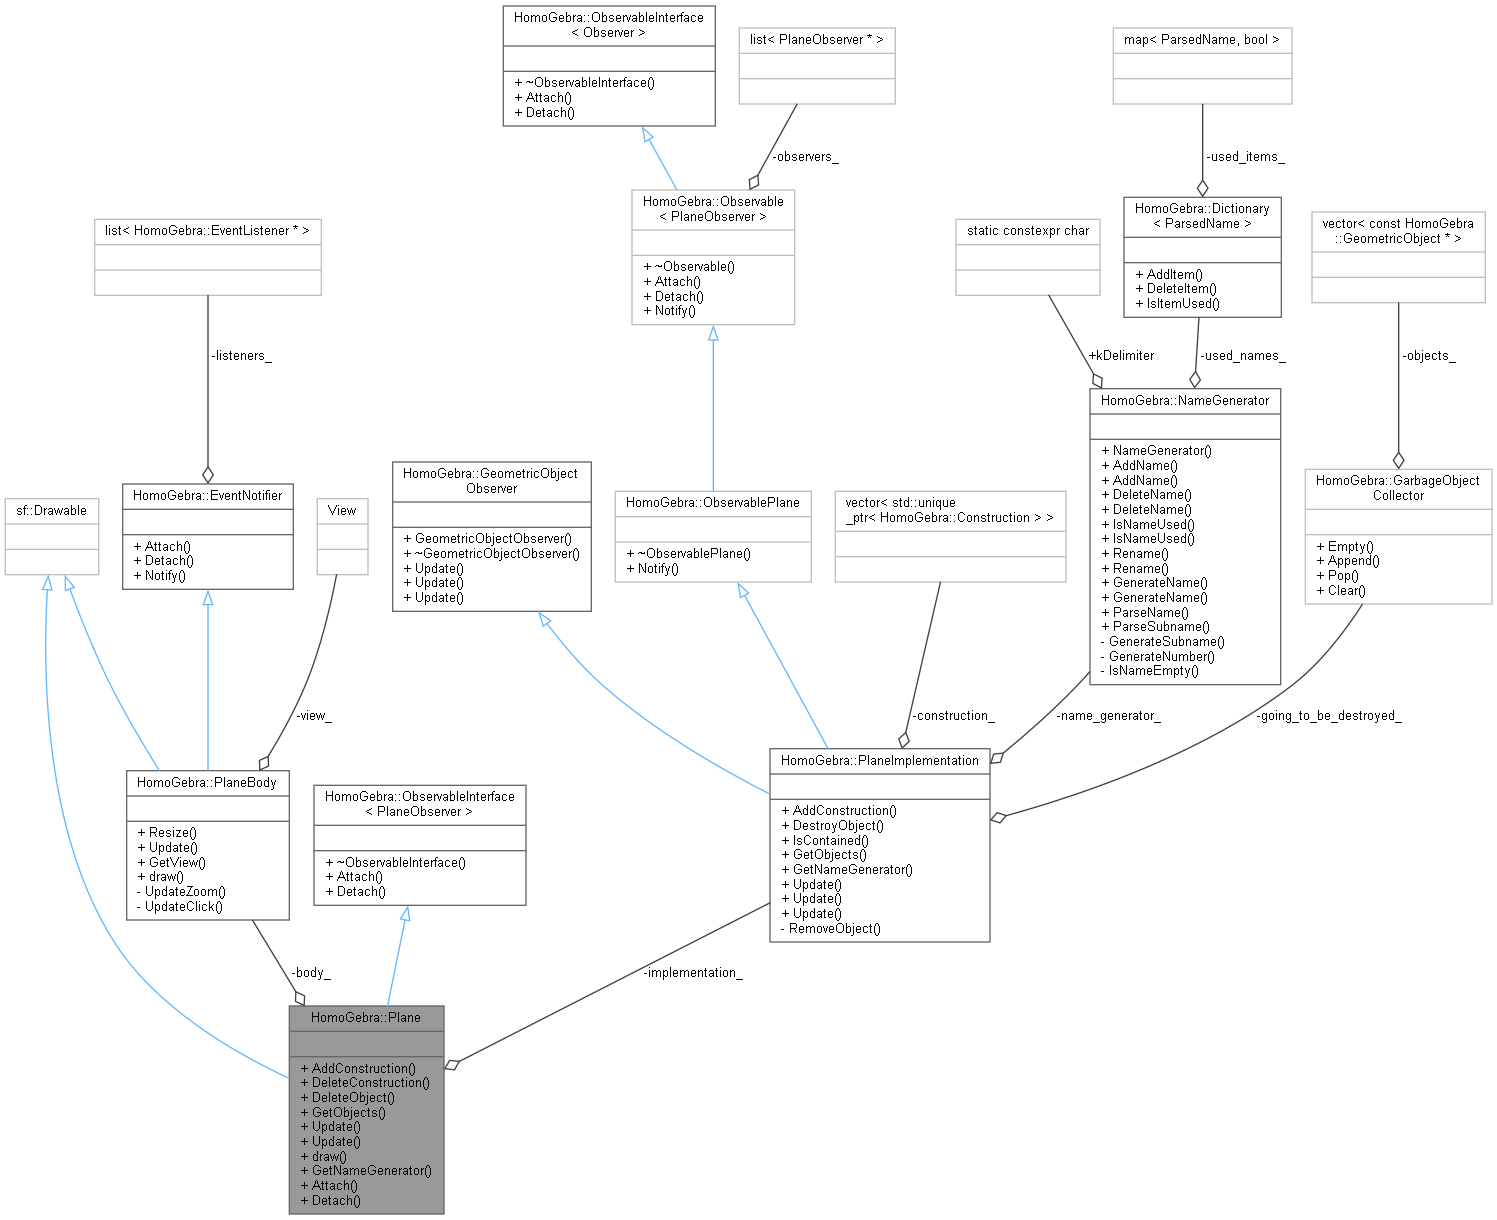 HomoGebra::ObservableInterface
< Observer >
+ ~ObservableInterface()
+ Attach()
+ Detach()
list< PlaneObserver * >
map< ParsedName, bool >
-observers_
-used_items_
HomoGebra::Observable
< PlaneObserver >
+ ~Observable()
+ Attach()
+ Detach()
+ Notify()
HomoGebra::Dictionary
< ParsedName >
+ AddItem()
+ DeleteItem()
+ IsItemUsed()
list< HomoGebra::EventListener * >
static constexpr char
vector< const HomoGebra
::GeometricObject * >
-listeners_
+kDelimiter
-used_names_
-objects_
HomoGebra::NameGenerator
+ NameGenerator()
+ AddName()
+ AddName()
+ DeleteName()
+ DeleteName()
+ IsNameUsed()
+ IsNameUsed()
+ Rename()
+ Rename()
+ GenerateName()
+ GenerateName()
+ ParseName()
+ ParseSubname()
- GenerateSubname()
- GenerateNumber()
- IsNameEmpty()
sf::Drawable
HomoGebra::EventNotifier
+ Attach()
+ Detach()
+ Notify()
View
HomoGebra::GeometricObject
Observer
+ GeometricObjectObserver()
+ ~GeometricObjectObserver()
+ Update()
+ Update()
+ Update()
HomoGebra::ObservablePlane
+ ~ObservablePlane()
+ Notify()
vector< std::unique
_ptr< HomoGebra::Construction > >
HomoGebra::GarbageObject
Collector
+ Empty()
+ Append()
+ Pop()
+ Clear()
-view_
-construction_
-name_generator_
-going_to_be_destroyed_
HomoGebra::PlaneBody
+ Resize()
+ Update()
+ GetView()
+ draw()
- UpdateZoom()
- UpdateClick()
HomoGebra::ObservableInterface
< PlaneObserver >
+ ~ObservableInterface()
+ Attach()
+ Detach()
HomoGebra::PlaneImplementation
+ AddConstruction()
+ DestroyObject()
+ IsContained()
+ GetObjects()
+ GetNameGenerator()
+ Update()
+ Update()
+ Update()
- RemoveObject()
-body_
-implementation_
HomoGebra::Plane
+ AddConstruction()
+ DeleteConstruction()
+ DeleteObject()
+ GetObjects()
+ Update()
+ Update()
+ draw()
+ GetNameGenerator()
+ Attach()
+ Detach()